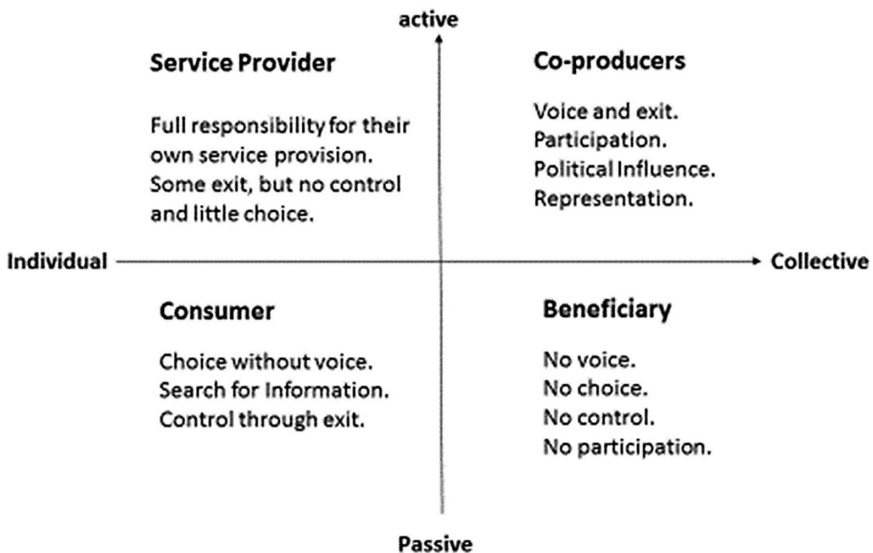 active
Service Provider
Full responsibility for their
own service provision.
Some exit, but no control
and little choice.
Co-producers
Voice and exit.
Participation.
Political Influence.
Representation.
Individual
Collective
Consumer
Choice without voice.
Search for Information.
Control through exit.
Beneficiary
No voice.
No choice.
No control.
No participation.
Passive